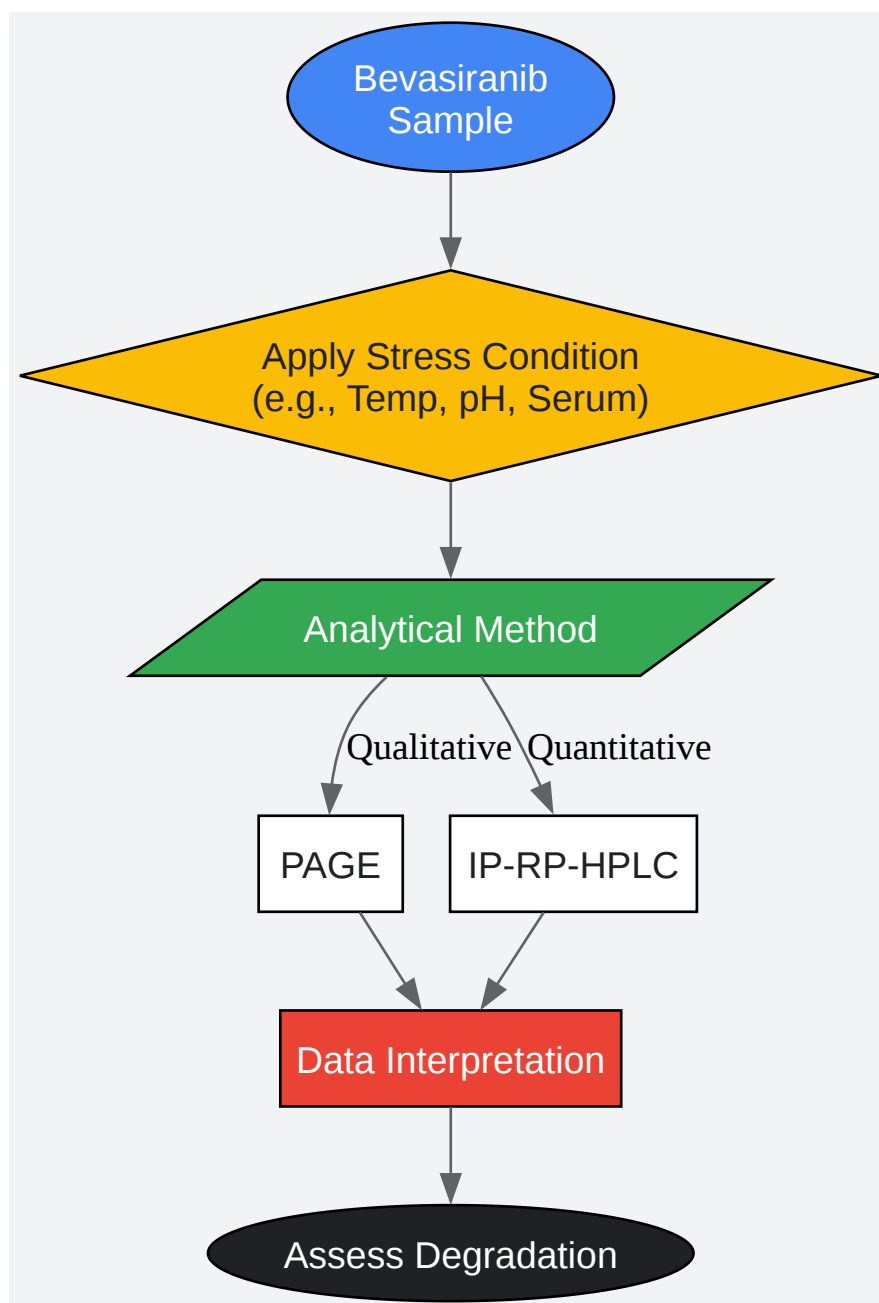 Bevasiranib
Sample
Apply Stress Condition
(e.g., Temp, pH, Serum)
Analytical Method
Qualitative
Quantitative
PAGE
IP-RP-HPLC
Data Interpretation
Assess Degradation